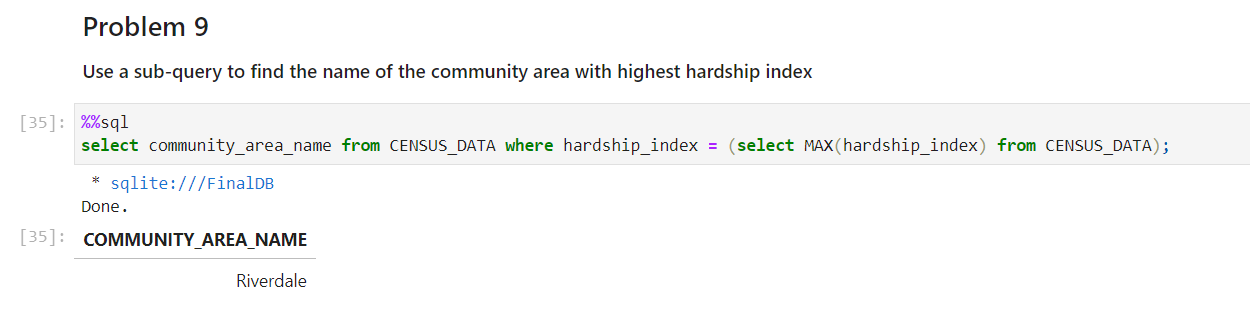 Problem 9
Use a sub-query to find the name of the community area with highest hardship index
[35]: %%sql
select community_area_name from CENSUS_DATA where hardship_index = (select MAX(hardship_index) from CENSUS_DATA);
* sqlite:///FinalDB
Done.
[35]: COMMUNITY_AREA_NAME
Riverdale